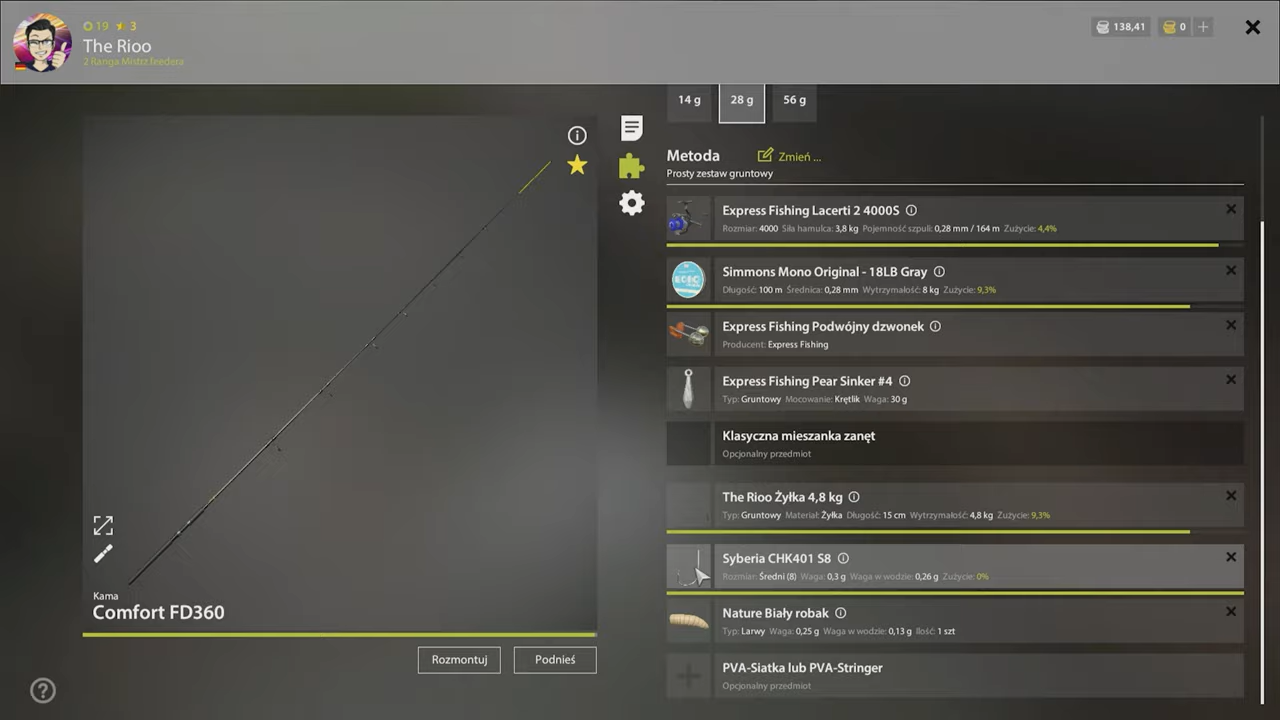 19 3
The Rioo
2 Ranga Mistrz feedera
138,41
0
14 g
28 g
56 g
Metoda
Zmień ...
Prosty zestaw gruntowy
Express Fishing Lacerti 2 4000S
Rozmiar: 4000 Siła hamulca: 3,8 kg Pojemność szpuli: 0,28 mm / 164 m Zużycie: 4,4%
Simmons Mono Original - 18LB Gray
Długość: 100 m Średnica: 0,28 mm Wytrzymałość: 8 kg Zużycie: 9,3%
Express Fishing Podwójny dzwonek
Producent: Express Fishing
Express Fishing Pear Sinker #4
Typ: Gruntowy Mocowanie: Krętlik Waga: 30 g
Klasyczna mieszanka zanęt
Opcjonalny przedmiot
The Rioo Żyłka 4,8 kg
Typ: Gruntowy Materiał: Żyłka Długość: 15 cm Wytrzymałość: 4,8 kg Zużycie: 9,3%
Syberia CHK401 S8
Rozmiar: Średni (8) Waga: 0,3 g Waga w wodzie: 0,26 g Zużycie: 0%
Nature Biały robak
Typ: Larwy Waga: 0,25 g Waga w wodzie: 0,13 g Ilość: 1 szt
PVA-Siatka lub PVA-Stringer
Opcjonalny przedmiot
Kama
Comfort FD360
Rozmontuj
Podnieś